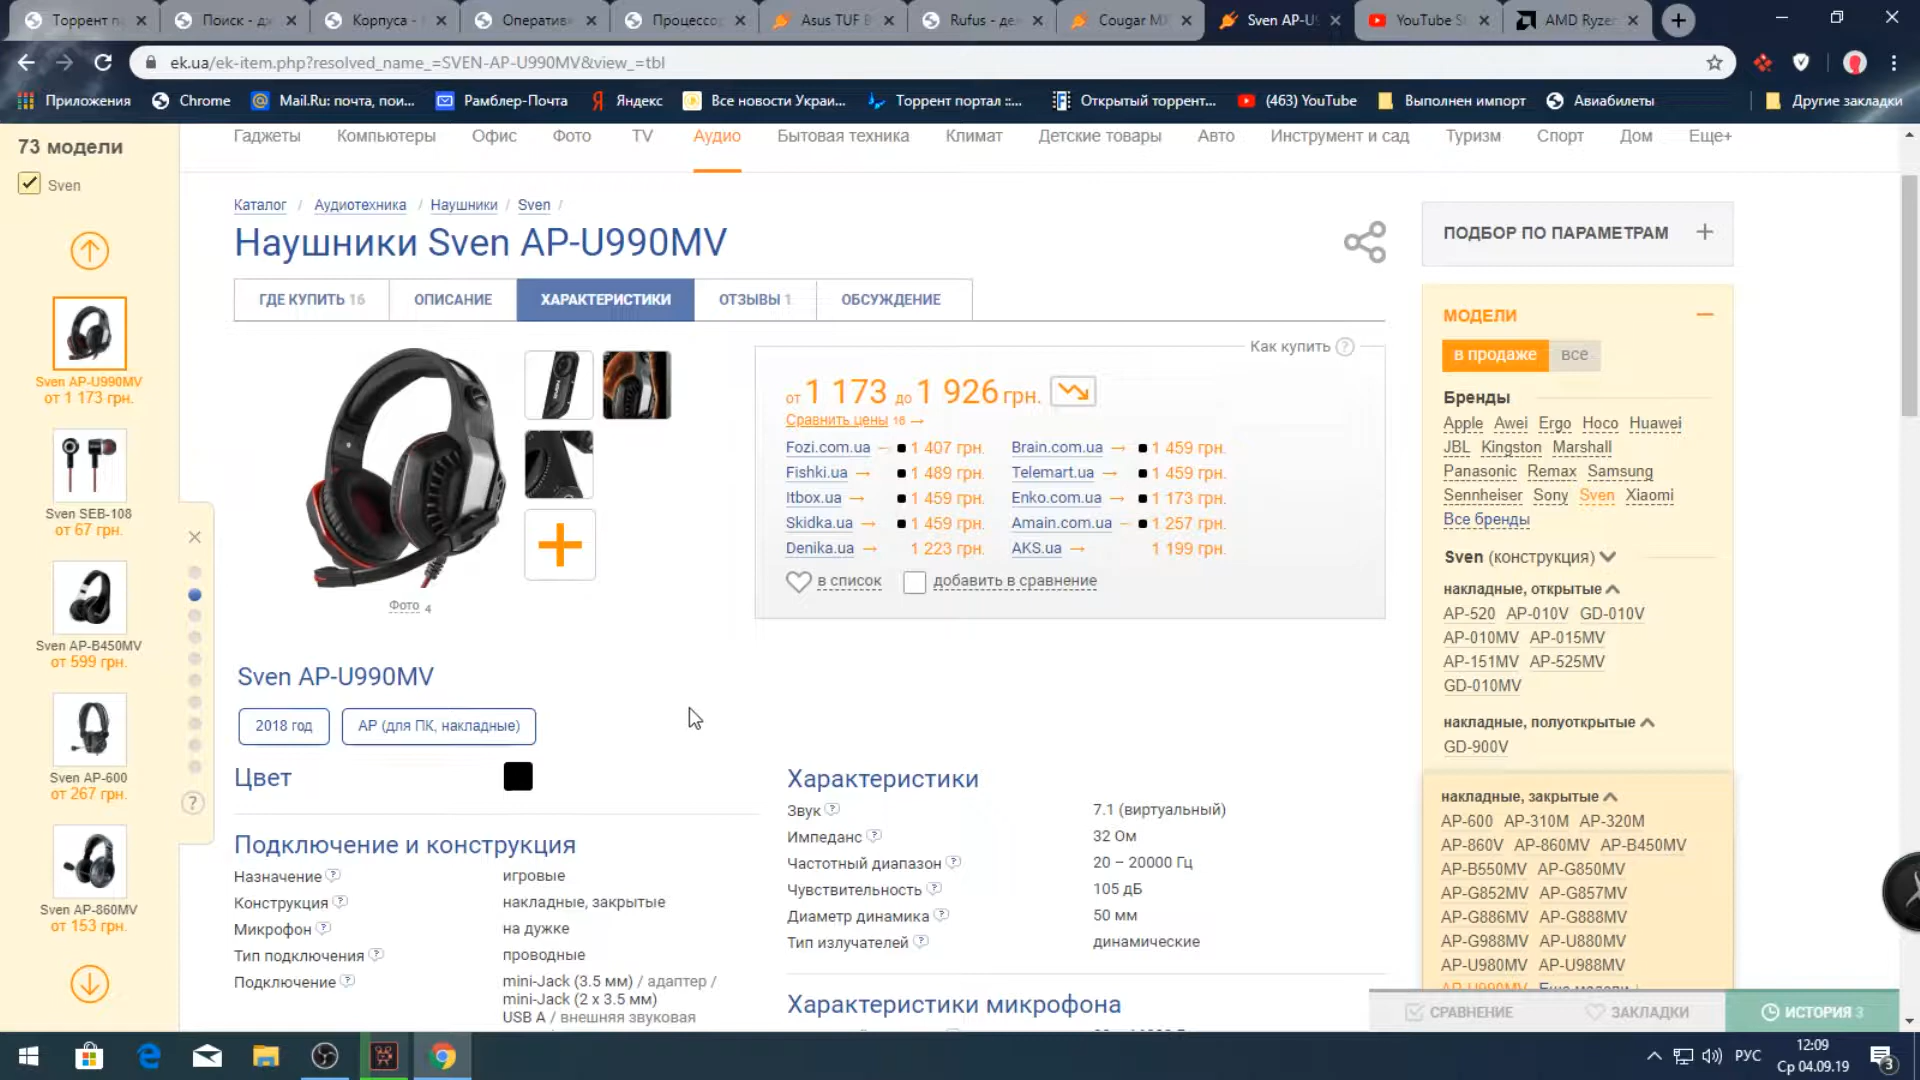 Торрент п
Поиск - д
Корпуса -
Оператив
Процессо
Asus TUF B
Rufus - де
Cougar M
Sven AP-U9
YouTube S
AMD Ryze
ek.ua/ek-item.php?resolved_name_=SVEN-AP-U990MV&view_=tbl
Приложения
Chrome
Mail.Ru: почта, пои...
Рамблер-Почта
Яндекс
Все новости Украи...
Торрент портал ::...
Открытый торрент...
(463) YouTube
Выполнен импорт
Авиабилеты
Другие закладки
Гаджеты Компьютеры Офис Фото TV Аудио Бытовая техника Климат Детские товары Авто Инструмент и сад Туризм Спорт Дом Еще+
73 модели
Sven
Sven AP-U990MV
от 1 173 грн.
Sven SEB-108
от 67 грн.
Sven AP-B450MV
от 599 грн.
Sven AP-600
от 267 грн.
Sven AP-860MV
от 153 грн.
Каталог / Аудиотехника / Наушники / Sven /
Наушники Sven AP-U990MV
ГДЕ КУПИТЬ 16
ОПИСАНИЕ
ХАРАКТЕРИСТИКИ
ОТЗЫВЫ 1
ОБСУЖДЕНИЕ
Фото 4
Как купить ?
от 1 173 до 1 926 грн.
Сравнить цены 16 →
Fozi.com.ua → 1 407 грн. Brain.com.ua → 1 459 грн.
Fishki.ua → 1 489 грн. Telemart.ua → 1 459 грн.
Itbox.ua → 1 459 грн. Enko.com.ua → 1 173 грн.
Skidka.ua → 1 459 грн. Amain.com.ua → 1 257 грн.
Denika.ua → 1 223 грн. AKS.ua → 1 199 грн.
в список
добавить в сравнение
Sven AP-U990MV
2018 год
AP (для ПК, накладные)
Цвет
Подключение и конструкция
Назначение ? игровые
Конструкция ? накладные, закрытые
Микрофон ? на дужке
Тип подключения ? проводные
Подключение ? mini-Jack (3.5 мм) / адаптер /
mini-Jack (2 x 3.5 мм)
USB A / внешняя звуковая
Характеристики
Звук ? 7.1 (виртуальный)
Импеданс ? 32 Ом
Частотный диапазон ? 20 – 20000 Гц
Чувствительность ? 105 дБ
Диаметр динамика ? 50 мм
Тип излучателей ? динамические
Характеристики микрофона
ПОДБОР ПО ПАРАМЕТРАМ +
МОДЕЛИ
в продаже все
Бренды
Apple Awei Ergo Hoco Huawei
JBL Kingston Marshall
Panasonic Remax Samsung
Sennheiser Sony Sven Xiaomi
Все бренды
Sven (конструкция)
накладные, открытые
AP-520 AP-010V GD-010V
AP-010MV AP-015MV
AP-151MV AP-525MV
GD-010MV
накладные, полуоткрытые
GD-900V
накладные, закрытые
AP-600 AP-310M AP-320M
AP-860V AP-860MV AP-B450MV
AP-B550MV AP-G850MV
AP-G852MV AP-G857MV
AP-G886MV AP-G888MV
AP-G988MV AP-U880MV
AP-U980MV AP-U988MV
AP-U990MV Еще модели
СРАВНЕНИЕ
ЗАКЛАДКИ
ИСТОРИЯ 3
РУС
12:09
Ср 04.09.19
3